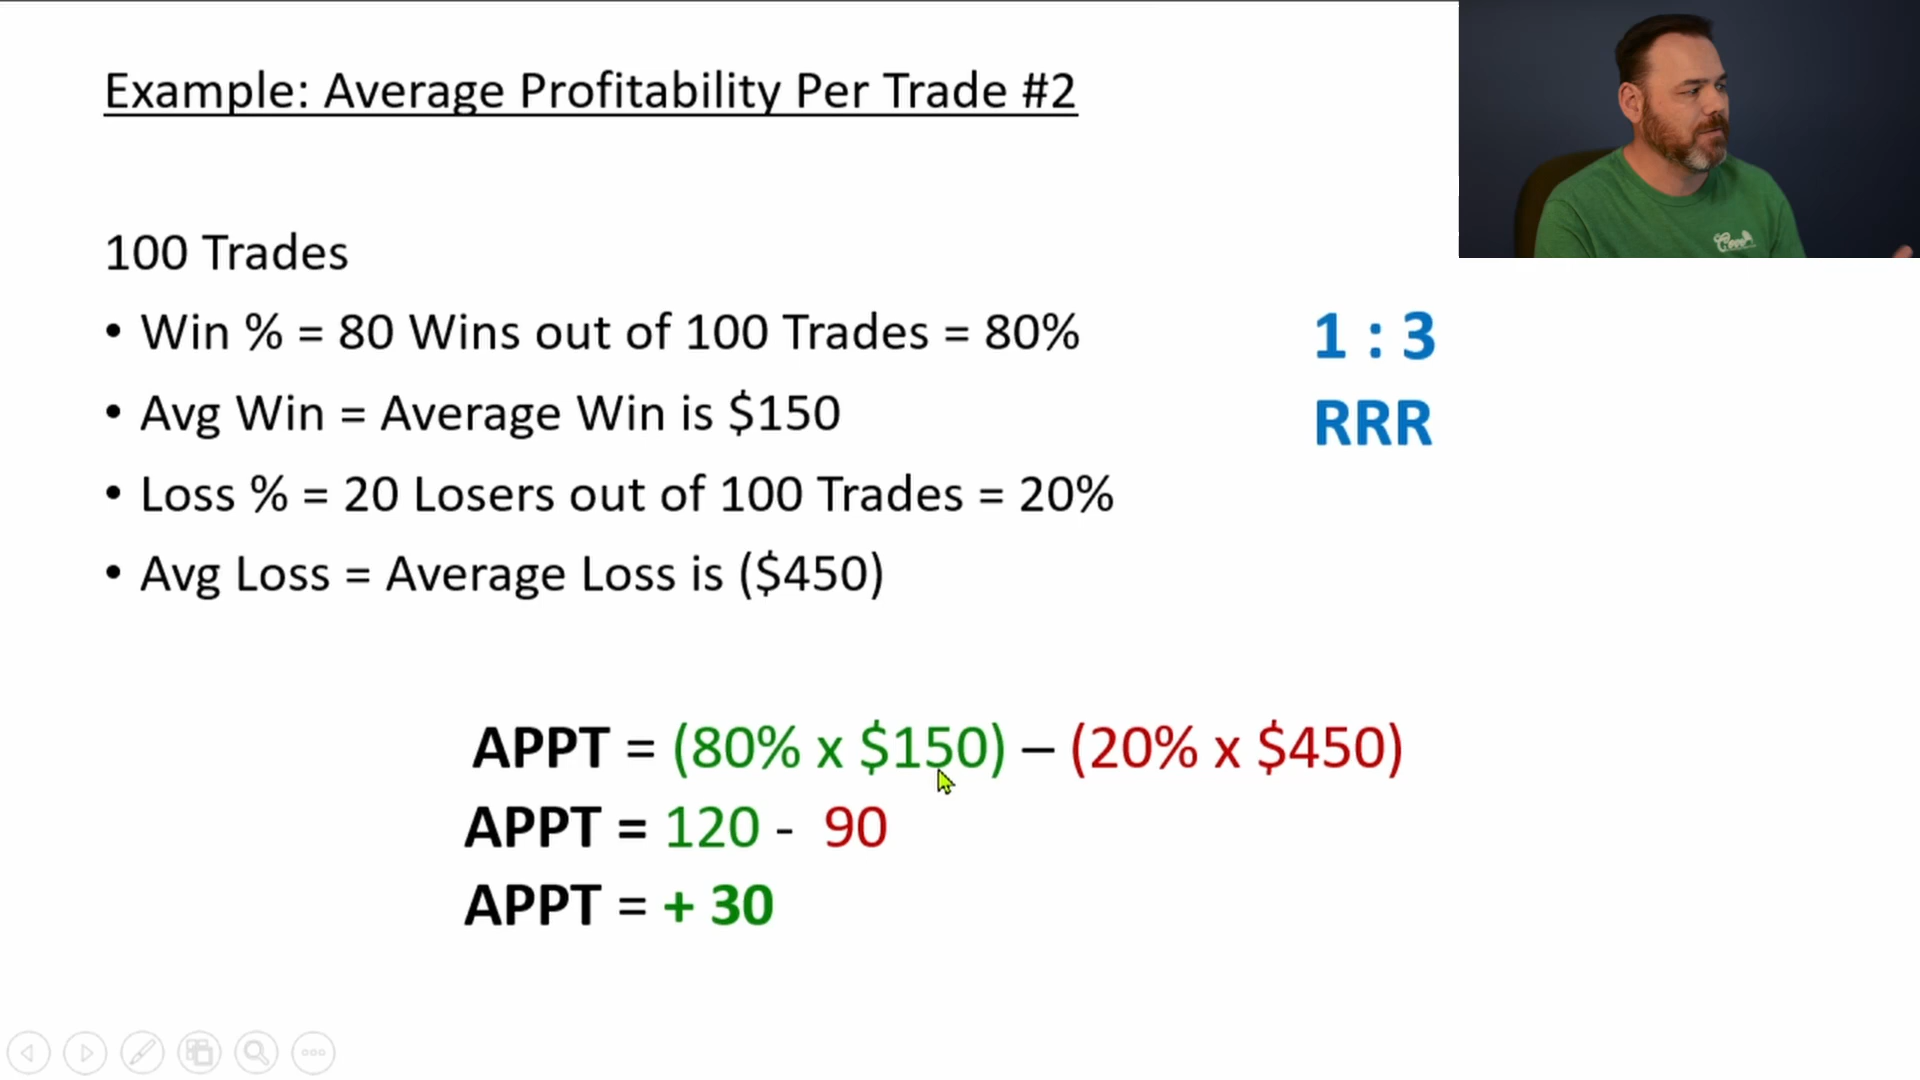 Example: Average Profitability Per Trade #2
100 Trades
• Win % = 80 Wins out of 100 Trades = 80%
• Avg Win = Average Win is $150
• Loss % = 20 Losers out of 100 Trades = 20%
• Avg Loss = Average Loss is ($450)
1 : 3
RRR
APPT = (80% x $150) – (20% x $450)
APPT = 120 - 90
APPT = + 30